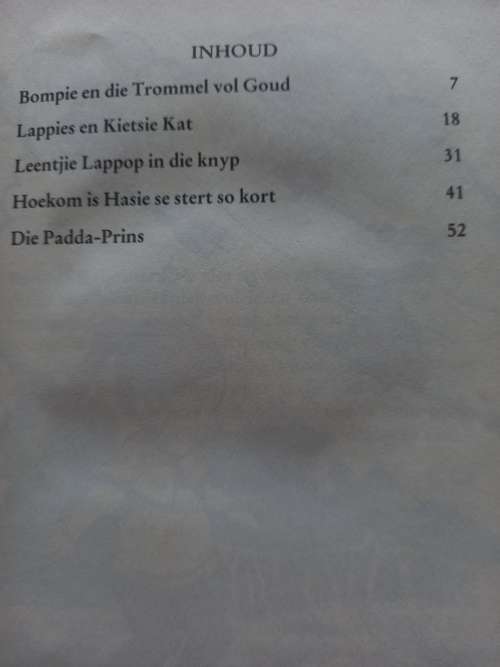 INHOUD
Bompie en die Trommel vol Goud 7
Lappies en Kietsie Kat 18
Leentjie Lappop in die knyp 31
Hoekom is Hasie se stert so kort 41
Die Padda-Prins 52